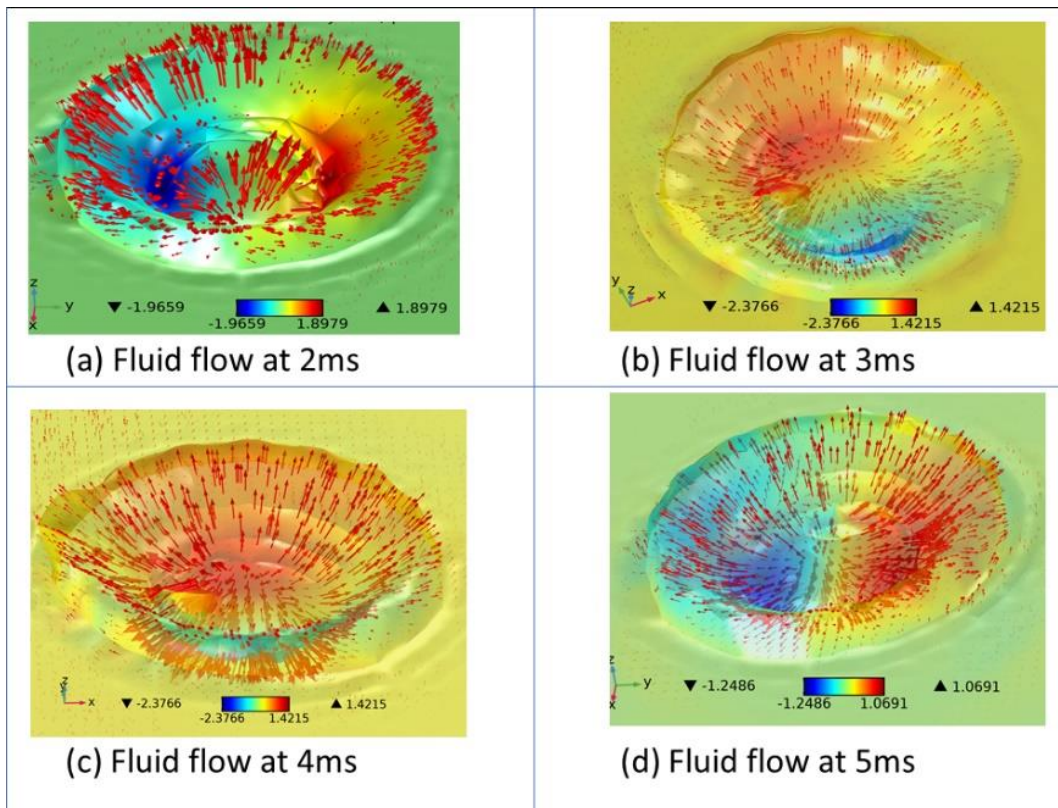 z
y
x
▼ -1.9659
-1.9659 1.8979
▲ 1.8979
(a) Fluid flow at 2ms
y
z
x
▼ -2.3766
-2.3766 1.4215
▲ 1.4215
(b) Fluid flow at 3ms
x
▼ -2.3766
-2.3766 1.4215
▲ 1.4215
(c) Fluid flow at 4ms
z
y
x
▼ -1.2486
-1.2486 1.0691
▲ 1.0691
(d) Fluid flow at 5ms